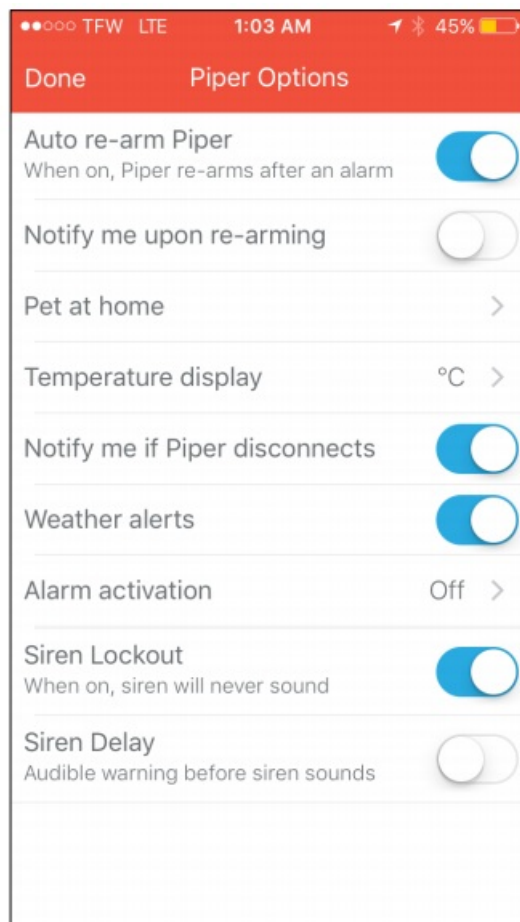 TFW LTE 1:03 AM 45%
Done Piper Options
Auto re-arm Piper
When on, Piper re-arms after an alarm
Notify me upon re-arming
Pet at home
Temperature display °C
Notify me if Piper disconnects
Weather alerts
Alarm activation Off
Siren Lockout
When on, siren will never sound
Siren Delay
Audible warning before siren sounds